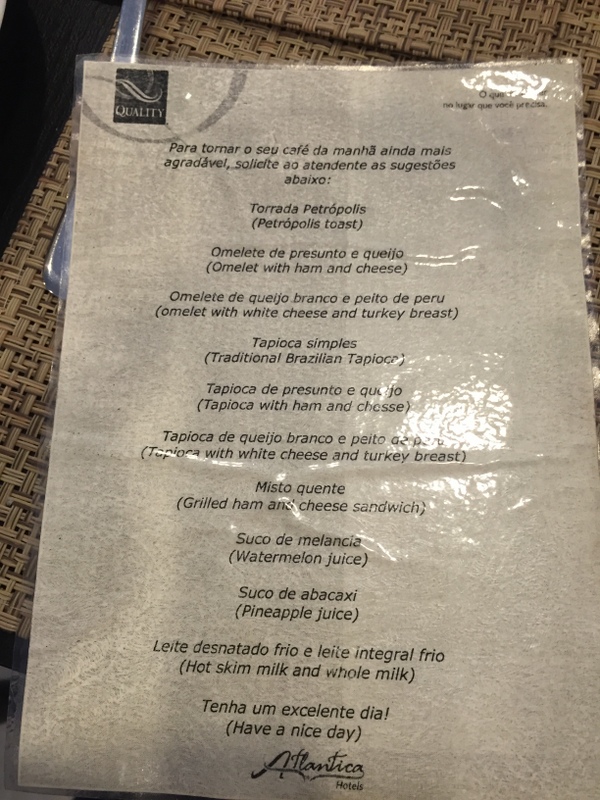 QUALITY
O que
no lugar que você precisa.
Para tornar o seu café da manhã ainda mais
agradável, solicite ao atendente as sugestões
abaixo:
Torrada Petrópolis
(Petrópolis toast)
Omelete de presunto e queijo
(Omelet with ham and cheese)
Omelete de queijo branco e peito de peru
(omelet with white cheese and turkey breast)
Tapioca simples
(Traditional Brazilian Tapioca)
Tapioca de presunto e queijo
(Tapioca with ham and cheese)
Tapioca de queijo branco e peito de peru
(Tapioca with white cheese and turkey breast)
Misto quente
(Grilled ham and cheese sandwich)
Suco de melancia
(Watermelon juice)
Suco de abacaxi
(Pineapple juice)
Leite desnatado frio e leite integral frio
(Hot skim milk and whole milk)
Tenha um excelente dia!
(Have a nice day)
Atlantica
Hotels